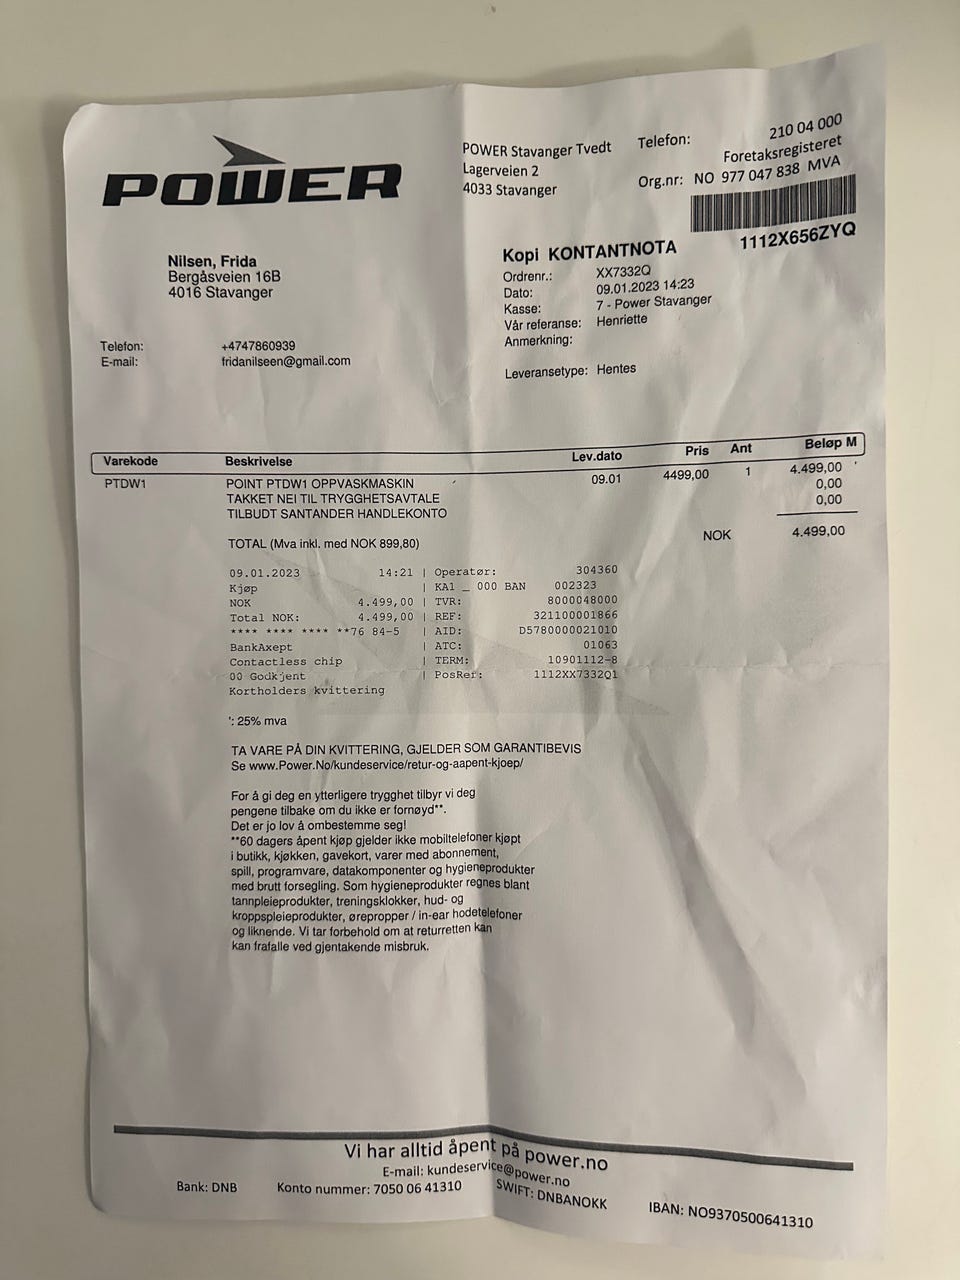 POWER
POWER Stavanger Tvedt
Lagerveien 2
4033 Stavanger
Telefon: 210 04 000
Foretaksregisteret
Org.nr: NO 977 047 838 MVA
1112X656ZYQ
Nilsen, Frida
Bergåsveien 16B
4016 Stavanger
Telefon: +4747860939
E-mail: fridanilseen@gmail.com
Kopi KONTANTNOTA
Ordrenr.: XX7332Q
Dato: 09.01.2023 14:23
Kasse: 7 - Power Stavanger
Vår referanse: Henriette
Anmerkning:
Leveransetype: Hentes
Varekode Beskrivelse Lev.dato Pris Ant Beløp M
PTDW1 POINT PTDW1 OPPVASKMASKIN 09.01 4499,00 1 4.499,00 '
TAKKET NEI TIL TRYGGHETSAVTALE 0,00
TILBUDT SANTANDER HANDLEKONTO 0,00
TOTAL (Mva inkl. med NOK 899,80) NOK 4.499,00
09.01.2023 14:21 | Operatør: 304360
Kjøp | KA1 _ 000 BAN 002323
NOK 4.499,00 | TVR: 8000048000
Total NOK: 4.499,00 | REF: 321100001866
**** **** **** **76 84-5 | AID: D5780000021010
BankAxept | ATC: 01063
Contactless chip | TERM: 10901112-8
00 Godkjent | PosRef: 1112XX7332Q1
Kortholders kvittering
': 25% mva
TA VARE PÅ DIN KVITTERING, GJELDER SOM GARANTIBEVIS
Se www.Power.No/kundeservice/retur-og-aapent-kjoep/
For å gi deg en ytterligere trygghet tilbyr vi deg
pengene tilbake om du ikke er fornøyd**.
Det er jo lov å ombestemme seg!
**60 dagers åpent kjøp gjelder ikke mobiltelefoner kjøpt
i butikk, kjøkken, gavekort, varer med abonnement,
spill, programvare, datakomponenter og hygieneprodukter
med brutt forsegling. Som hygieneprodukter regnes blant
tannpleieprodukter, treningsklokker, hud- og
kroppspleieprodukter, ørepropper / in-ear hodetelefoner
og liknende. Vi tar forbehold om at returretten kan
kan frafalle ved gjentakende misbruk.
Vi har alltid åpent på power.no
E-mail: kundeservice@power.no
Bank: DNB Konto nummer: 7050 06 41310 SWIFT: DNBANOKK IBAN: NO9370500641310